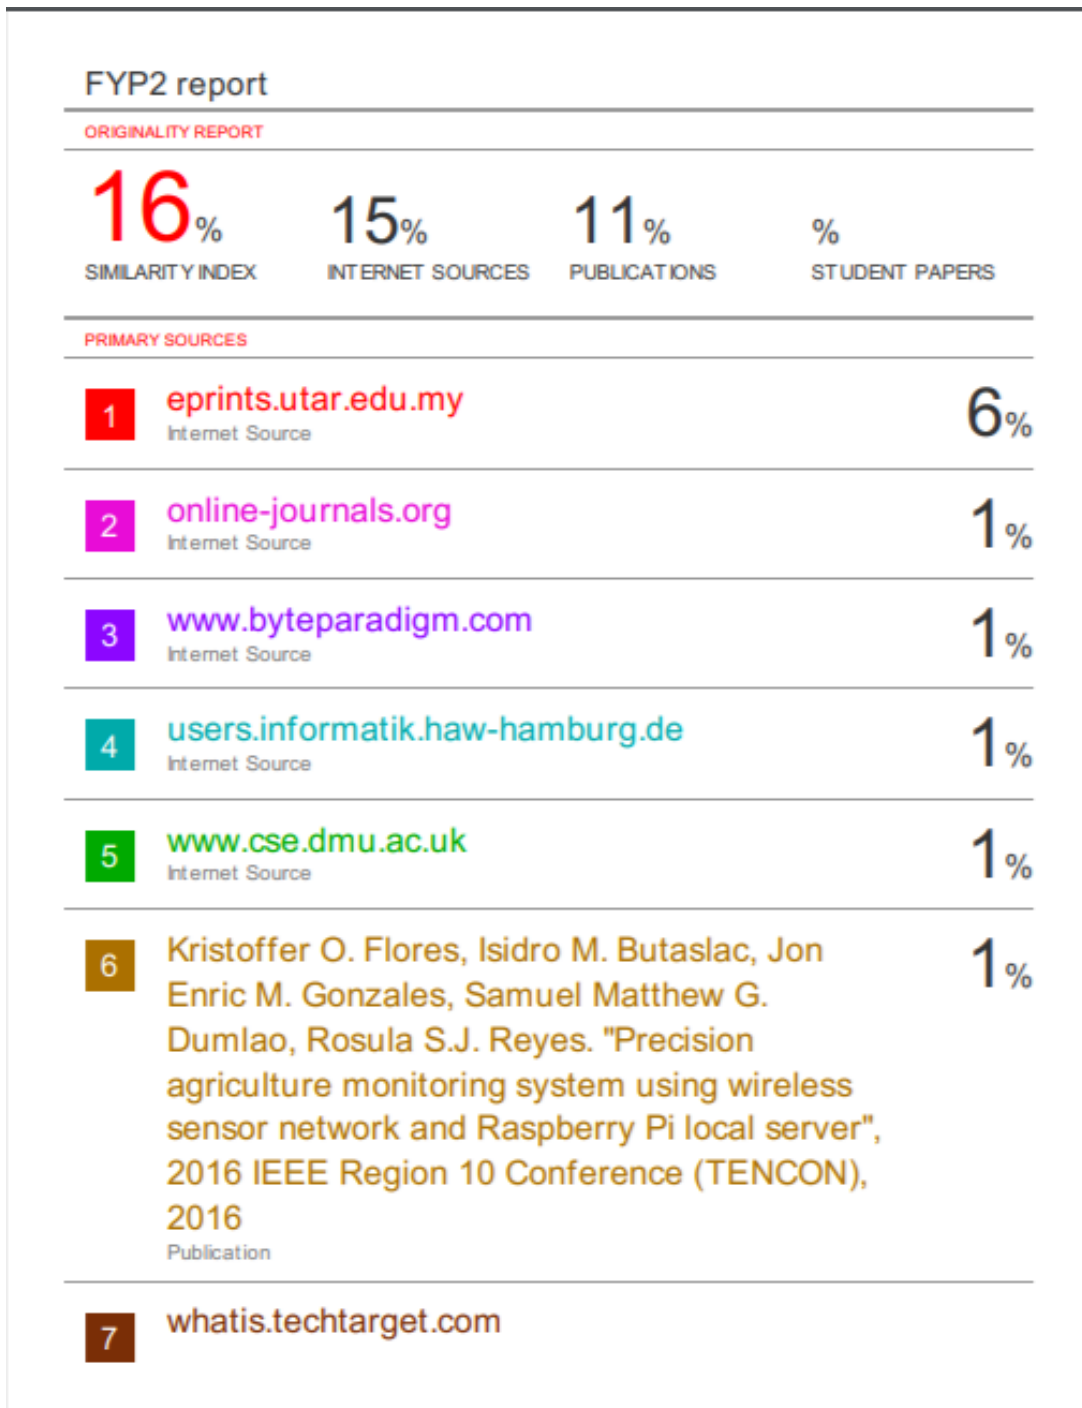 FYP2 report
ORIGINALITY REPORT
16% 15% 11% %
SIMILARITY INDEX INTERNET SOURCES PUBLICATIONS STUDENT PAPERS
PRIMARY SOURCES
1 eprints.utar.edu.my 6%
Internet Source
2 online-journals.org 1%
Internet Source
3 www.byteparadigm.com 1%
Internet Source
4 users.informatik.haw-hamburg.de 1%
Internet Source
5 www.cse.dmu.ac.uk 1%
Internet Source
6 Kristoffer O. Flores, Isidro M. Butaslac, Jon 1%
Enric M. Gonzales, Samuel Matthew G.
Dumlao, Rosula S.J. Reyes. "Precision
agriculture monitoring system using wireless
sensor network and Raspberry Pi local server",
2016 IEEE Region 10 Conference (TENCON),
2016
Publication
7 whatis.techtarget.com